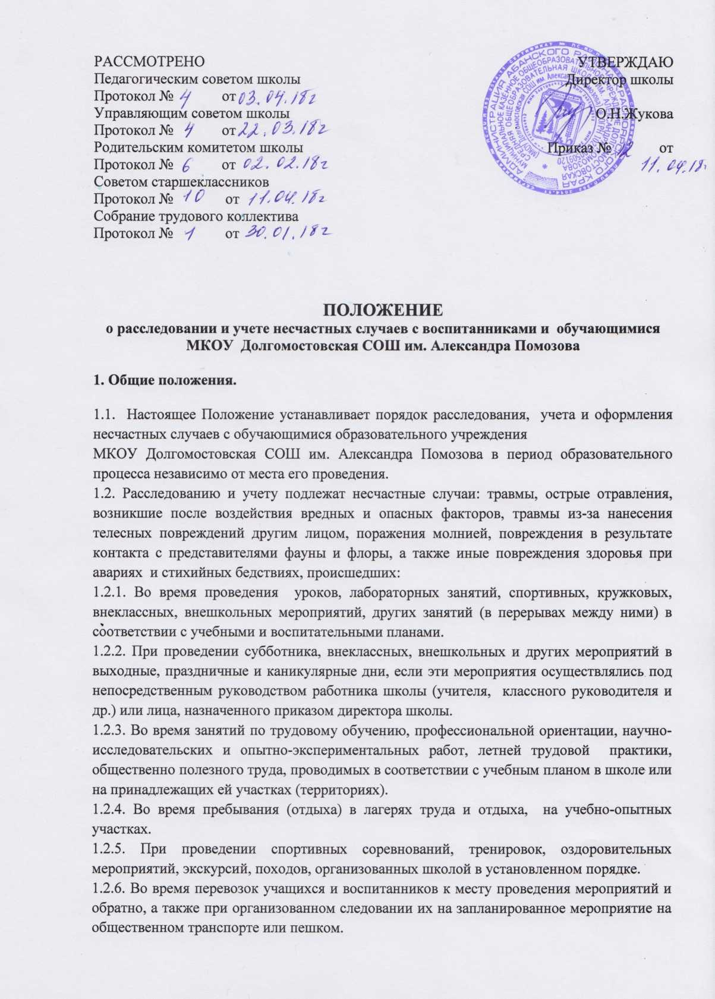 РАССМОТРЕНО
Педагогическим советом школы
Протокол № 4 от 03.04.18г
Управляющим советом школы
Протокол № 4 от 22.03.18г
Родительским комитетом школы
Протокол № 6 от 02.02.18г
Советом старшеклассников
Протокол № 10 от 11.04.18г
Собрание трудового коллектива
Протокол № 1 от 30.01.18г
УТВЕРЖДАЮ
Директор школы
О.Н.Жукова
Приказ № 12 от
11.04.18г
ПОЛОЖЕНИЕ
о расследовании и учете несчастных случаев с воспитанниками и обучающимися
МКОУ Долгомостовская СОШ им. Александра Помозова
1. Общие положения.
1.1. Настоящее Положение устанавливает порядок расследования, учета и оформления
несчастных случаев с обучающимися образовательного учреждения
МКОУ Долгомостовская СОШ им. Александра Помозова в период образовательного
процесса независимо от места его проведения.
1.2. Расследованию и учету подлежат несчастные случаи: травмы, острые отравления,
возникшие после воздействия вредных и опасных факторов, травмы из-за нанесения
телесных повреждений другим лицом, поражения молнией, повреждения в результате
контакта с представителями фауны и флоры, а также иные повреждения здоровья при
авариях и стихийных бедствиях, происшедших:
1.2.1. Во время проведения уроков, лабораторных занятий, спортивных, кружковых,
внеклассных, внешкольных мероприятий, других занятий (в перерывах между ними) в
соответствии с учебными и воспитательными планами.
1.2.2. При проведении субботника, внеклассных, внешкольных и других мероприятий в
выходные, праздничные и каникулярные дни, если эти мероприятия осуществлялись под
непосредственным руководством работника школы (учителя, классного руководителя и
др.) или лица, назначенного приказом директора школы.
1.2.3. Во время занятий по трудовому обучению, профессиональной ориентации, научно-
исследовательских и опытно-экспериментальных работ, летней трудовой практики,
общественно полезного труда, проводимых в соответствии с учебным планом в школе или
на принадлежащих ей участках (территориях).
1.2.4. Во время пребывания (отдыха) в лагерях труда и отдыха, на учебно-опытных
участках.
1.2.5. При проведении спортивных соревнований, тренировок, оздоровительных
мероприятий, экскурсий, походов, организованных школой в установленном порядке.
1.2.6. Во время перевозок учащихся и воспитанников к месту проведения мероприятий и
обратно, а также при организованном следовании их на запланированное мероприятие на
общественном транспорте или пешком.